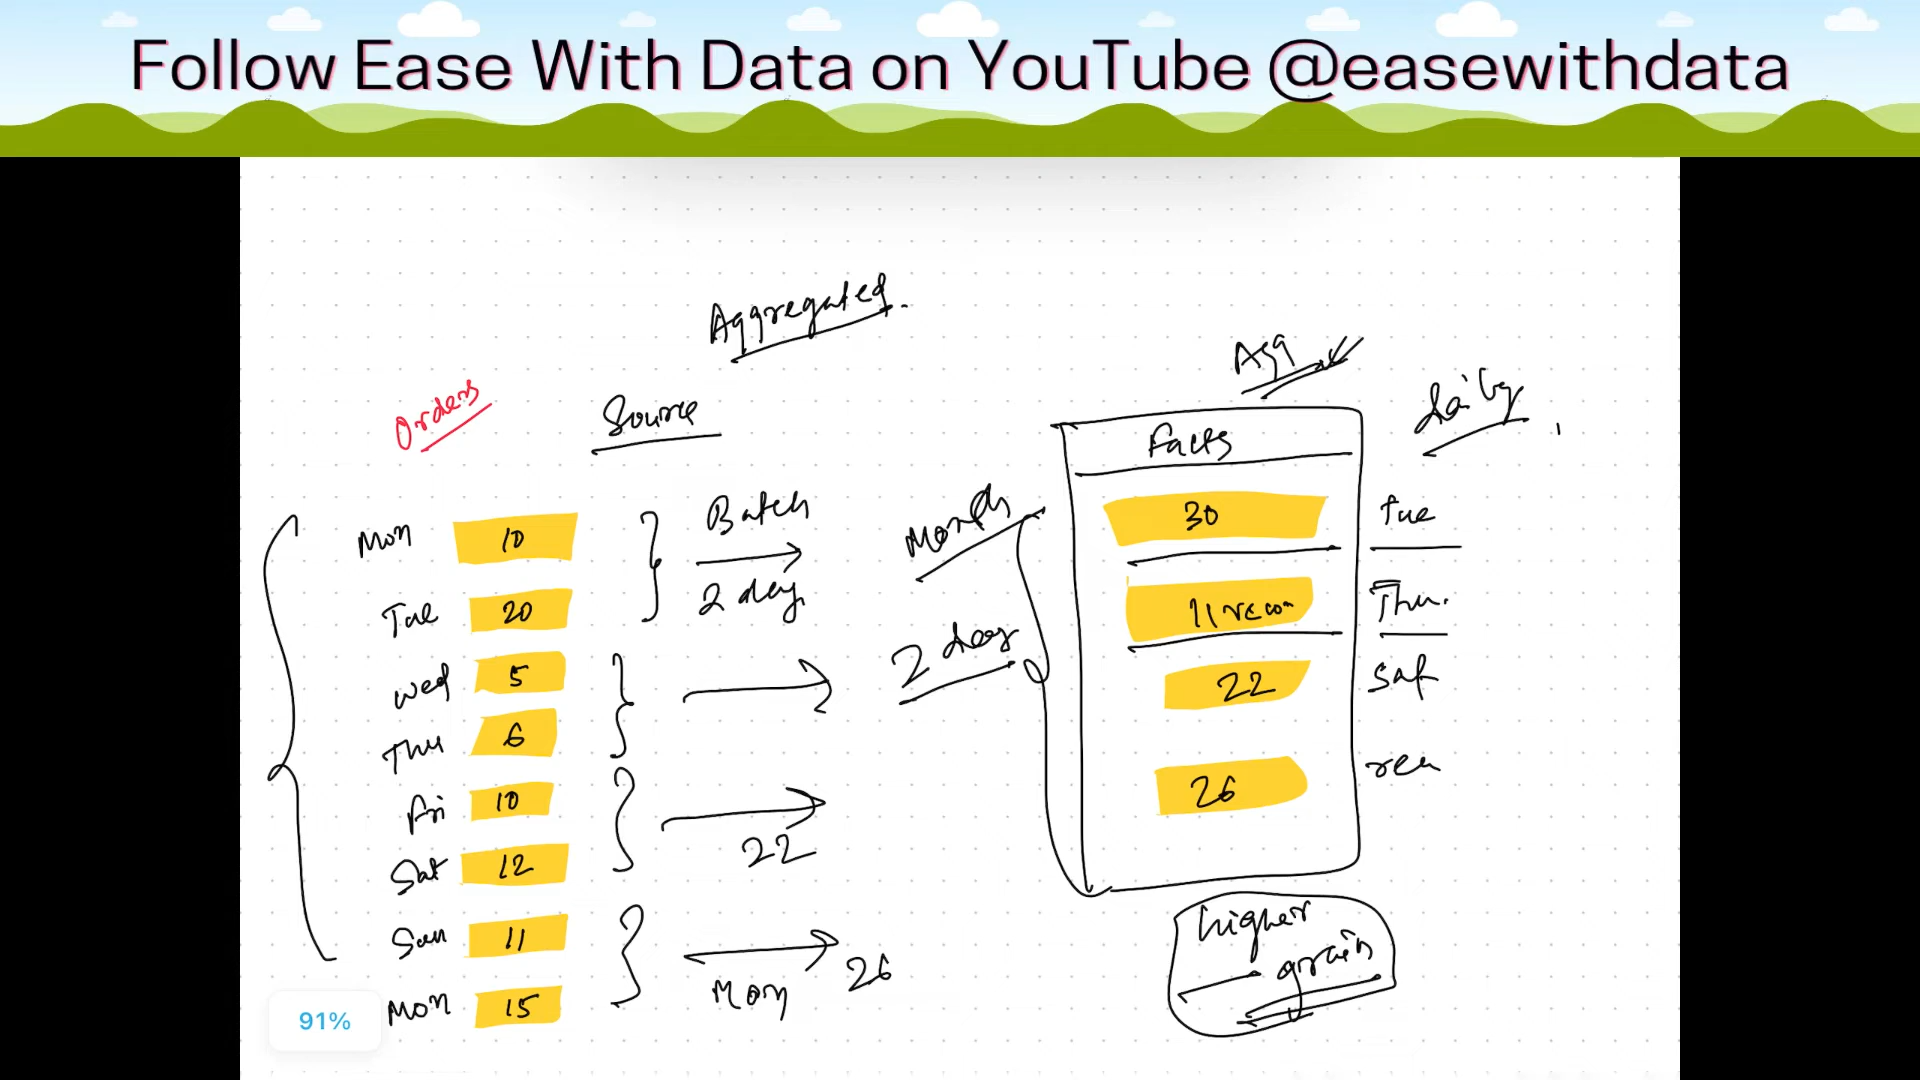 Follow Ease With Data on YouTube @easewithdata
Aggregated.
Agg
daily
Orders
Source
Facts
Mon 10
Batch
2 day
Month
30
Tue
Tue 20
11 recon
Thu.
Wed 5
2 day
22
Sat
Thu 6
Fri 10
22
26
Sat 12
higher
grain
Sun 11
Mon
26
Mon 15
91%